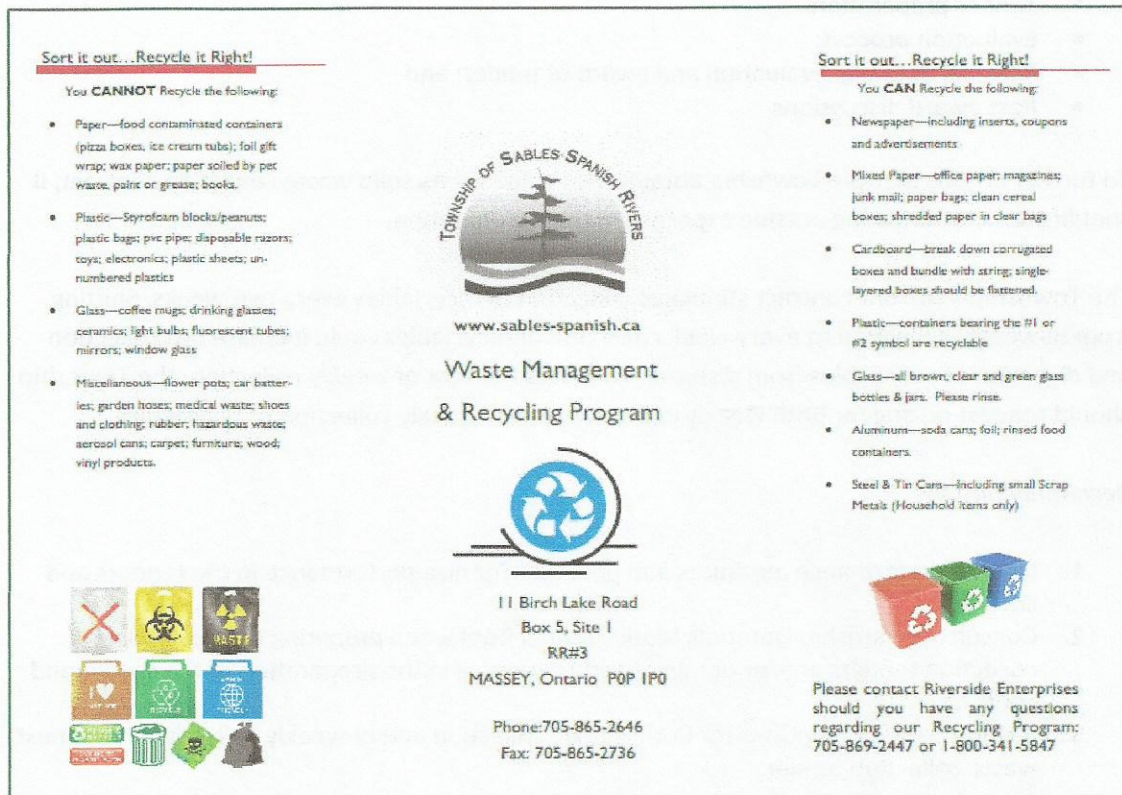 Sort it out...Recycle it Right!
You CANNOT Recycle the following:
• Paper—food contaminated containers
(pizza boxes, ice cream tubs); foil gift
wrap; wax paper; paper soiled by pet
waste, paint or grease; books.
• Plastic—Styrofoam blocks/peanuts;
plastic bags; pvc pipe; disposable razors;
toys; electronics; plastic sheets; un-
numbered plastics
• Glass—coffee mugs; drinking glasses;
ceramics; light bulbs; fluorescent tubes;
mirrors; window glass
• Miscellaneous—flower pots; car batter-
ies; garden hoses; medical waste; shoes
and clothing; rubber; hazardous waste;
aerosol cans; carpet; furniture; wood;
vinyl products.
WASTE
TOWNSHIP OF SABLES-SPANISH RIVERS
www.sables-spanish.ca
Waste Management
& Recycling Program
11 Birch Lake Road
Box 5, Site 1
RR#3
MASSEY, Ontario P0P 1P0
Phone:705-865-2646
Fax: 705-865-2736
Sort it out...Recycle it Right!
You CAN Recycle the following:
• Newspaper—including inserts, coupons
and advertisements
• Mixed Paper—office paper; magazines;
junk mail; paper bags; clean cereal
boxes; shredded paper in clear bags
• Cardboard—break down corrugated
boxes and bundle with string; single-
layered boxes should be flattened.
• Plastic—containers bearing the #1 or
#2 symbol are recyclable
• Glass—all brown, clear and green glass
bottles & jars. Please rinse.
• Aluminum—soda cans; foil; rinsed food
containers.
• Steel & Tin Cans—Including small Scrap
Metals (Household items only)
Please contact Riverside Enterprises
should you have any questions
regarding our Recycling Program:
705-869-2447 or 1-800-341-5847